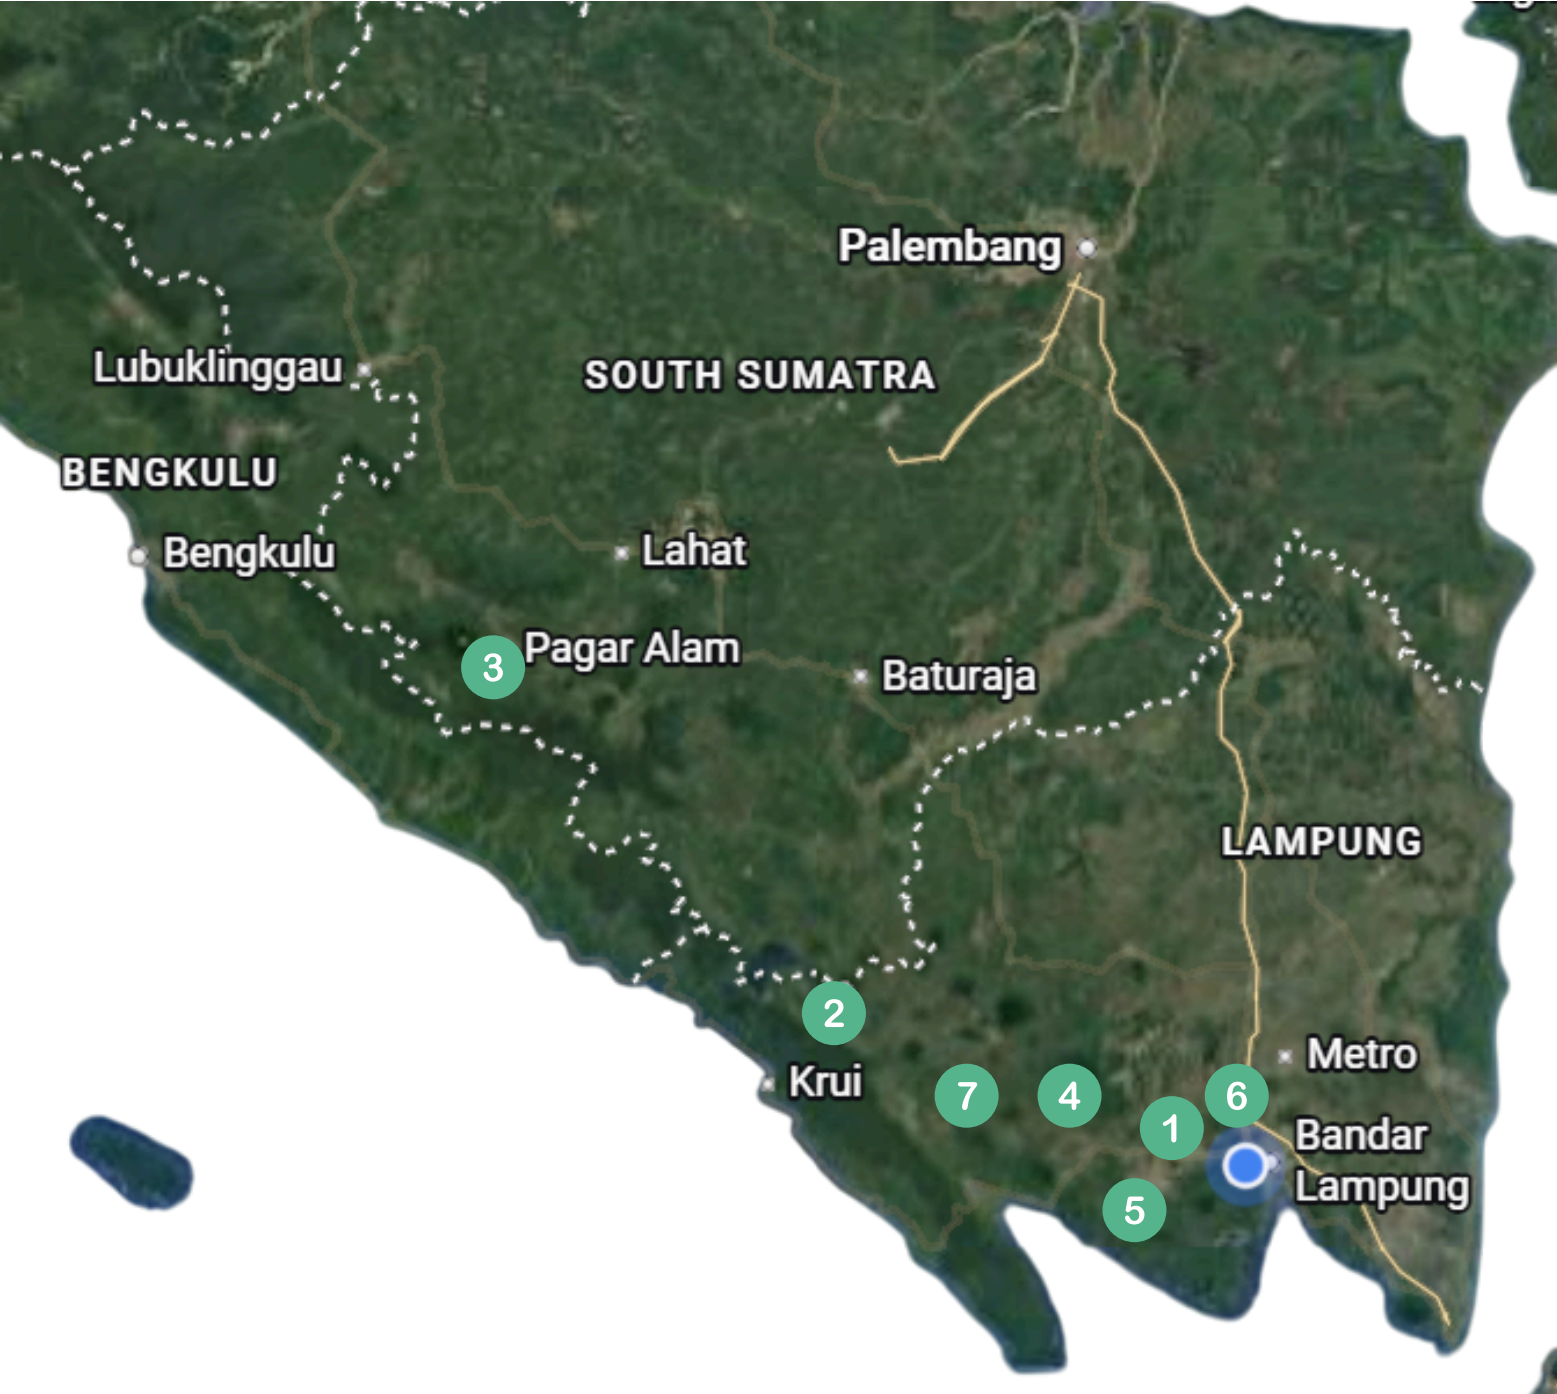 Palembang
Lubuklinggau
SOUTH SUMATRA
BENGKULU
Bengkulu
Lahat
3
Pagar Alam
Baturaja
LAMPUNG
2
Metro
Krui
7
4
6
1
Bandar
Lampung
5